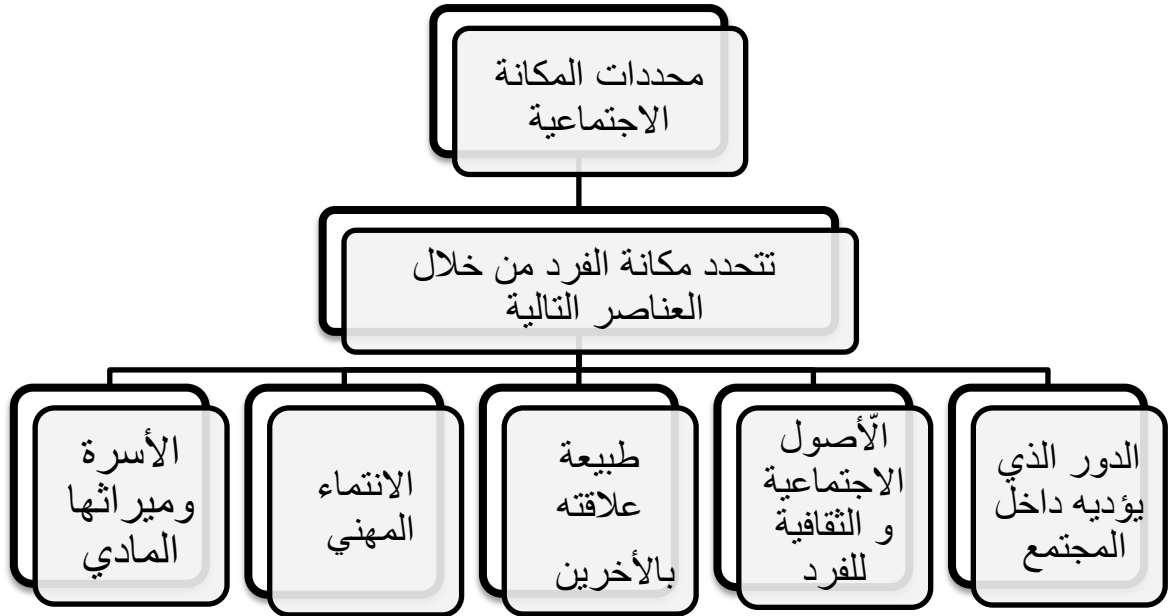 محددات المكانة
الاجتماعية
تتحدد مكانة الفرد من خلال
العناصر التالية
الدور الذي
يؤديه داخل
المجتمع
الّأصول
الاجتماعية
و الثقافية
للفرد
طبيعة
علاقته
بالأخرين
الانتماء
المهني
الأسرة
وميراثها
المادي